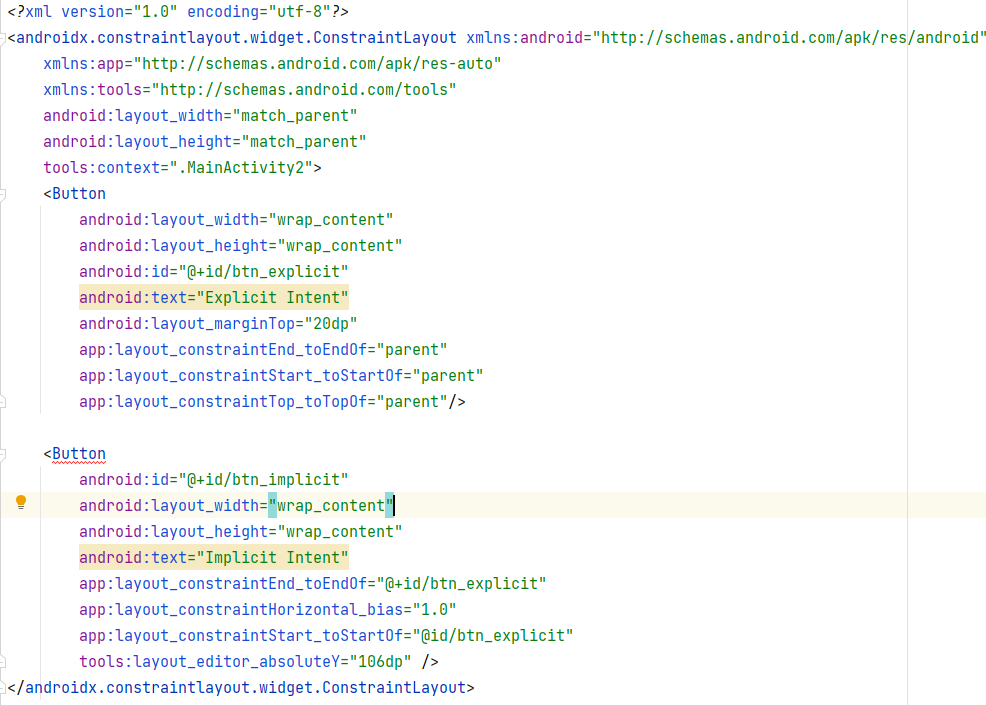 <?xml version="1.0" encoding="utf-8"?>
<androidx.constraintlayout.widget.ConstraintLayout xmlns:android="http://schemas.android.com/apk/res/android"
    xmlns:app="http://schemas.android.com/apk/res-auto"
    xmlns:tools="http://schemas.android.com/tools"
    android:layout_width="match_parent"
    android:layout_height="match_parent"
    tools:context=".MainActivity2">
    <Button
        android:layout_width="wrap_content"
        android:layout_height="wrap_content"
        android:id="@+id/btn_explicit"
        android:text="Explicit Intent"
        android:layout_marginTop="20dp"
        app:layout_constraintEnd_toEndOf="parent"
        app:layout_constraintStart_toStartOf="parent"
        app:layout_constraintTop_toTopOf="parent"/>

    <Button
        android:id="@+id/btn_implicit"
        android:layout_width="wrap_content"
        android:layout_height="wrap_content"
        android:text="Implicit Intent"
        app:layout_constraintEnd_toEndOf="@+id/btn_explicit"
        app:layout_constraintHorizontal_bias="1.0"
        app:layout_constraintStart_toStartOf="@id/btn_explicit"
        tools:layout_editor_absoluteY="106dp" />
</androidx.constraintlayout.widget.ConstraintLayout>